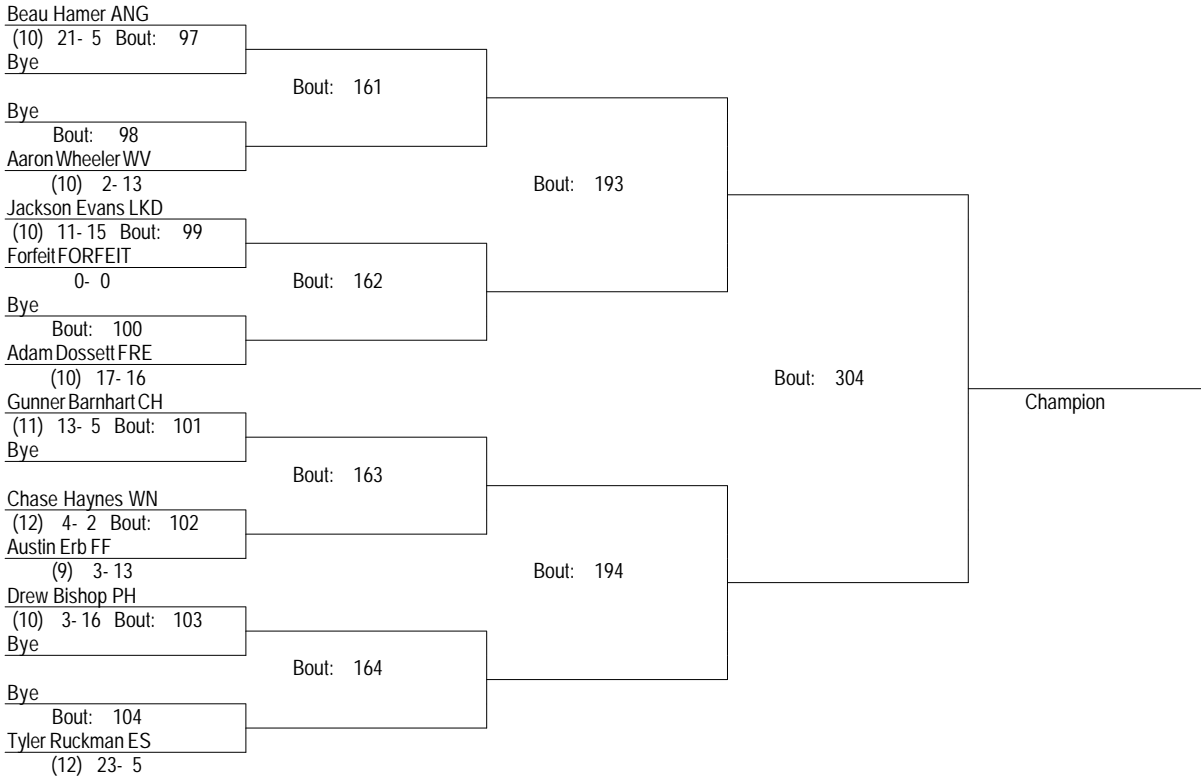 Beau Hamer ANG
(10) 21- 5 Bout: 97
Bye
Bout: 161
Bye
Bout: 98
Aaron Wheeler WV
(10) 2- 13
Bout: 193
Jackson Evans LKD
(10) 11- 15 Bout: 99
Forfeit FORFEIT
0- 0
Bout: 162
Bye
Bout: 100
Adam Dossett FRE
(10) 17- 16
Bout: 304
Gunner Barnhart CH
Champion
(11) 13- 5 Bout: 101
Bye
Bout: 163
Chase Haynes WN
(12) 4- 2 Bout: 102
Austin Erb FF
(9) 3- 13
Bout: 194
Drew Bishop PH
(10) 3- 16 Bout: 103
Bye
Bout: 164
Bye
Bout: 104
Tyler Ruckman ES
(12) 23- 5